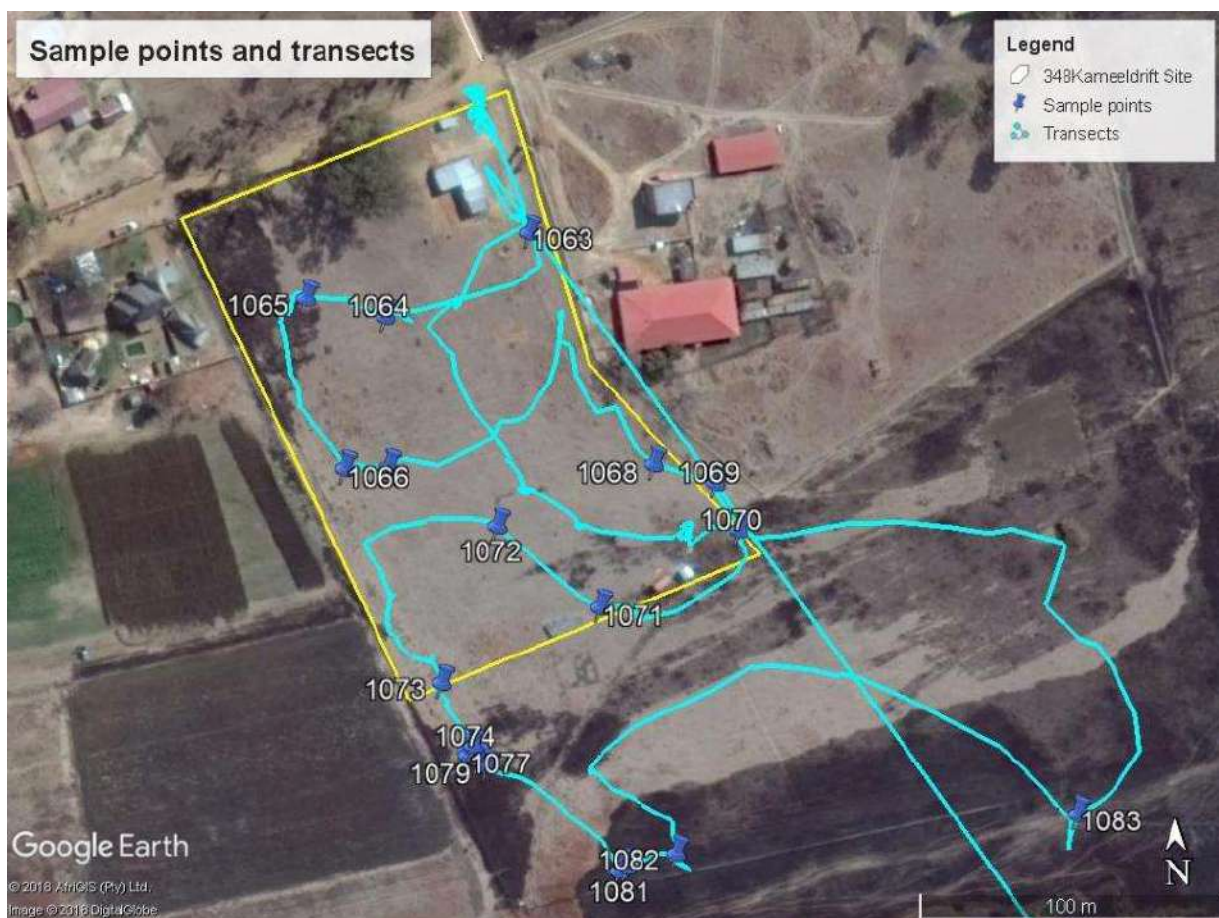 Sample points and transects
Legend
348Kameeldrift Site
Sample points
Transects
1063
1065
1064
1066
1068
1069
1070
1072
1071
1073
1074
1077
1079
1083
1082
1081
Google Earth
N
© 2018 AfriGIS (Pty) Ltd.
Image © 2018 DigitalGlobe
100 m